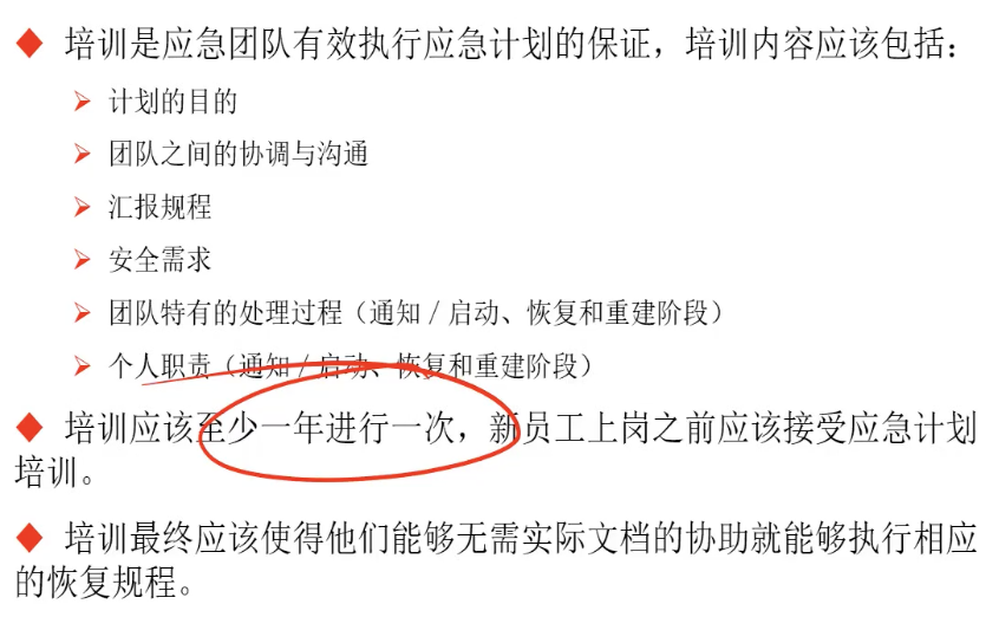 培训是应急团队有效执行应急计划的保证，培训内容应该包括：
计划的目的
团队之间的协调与沟通
汇报规程
安全需求
团队特有的处理过程（通知/启动、恢复和重建阶段）
个人职责（通知/启动、恢复和重建阶段）
培训应该至少一年进行一次，新员工上岗之前应该接受应急计划
培训。
培训最终应该使得他们能够无需实际文档的协助就能够执行相应
的恢复规程。